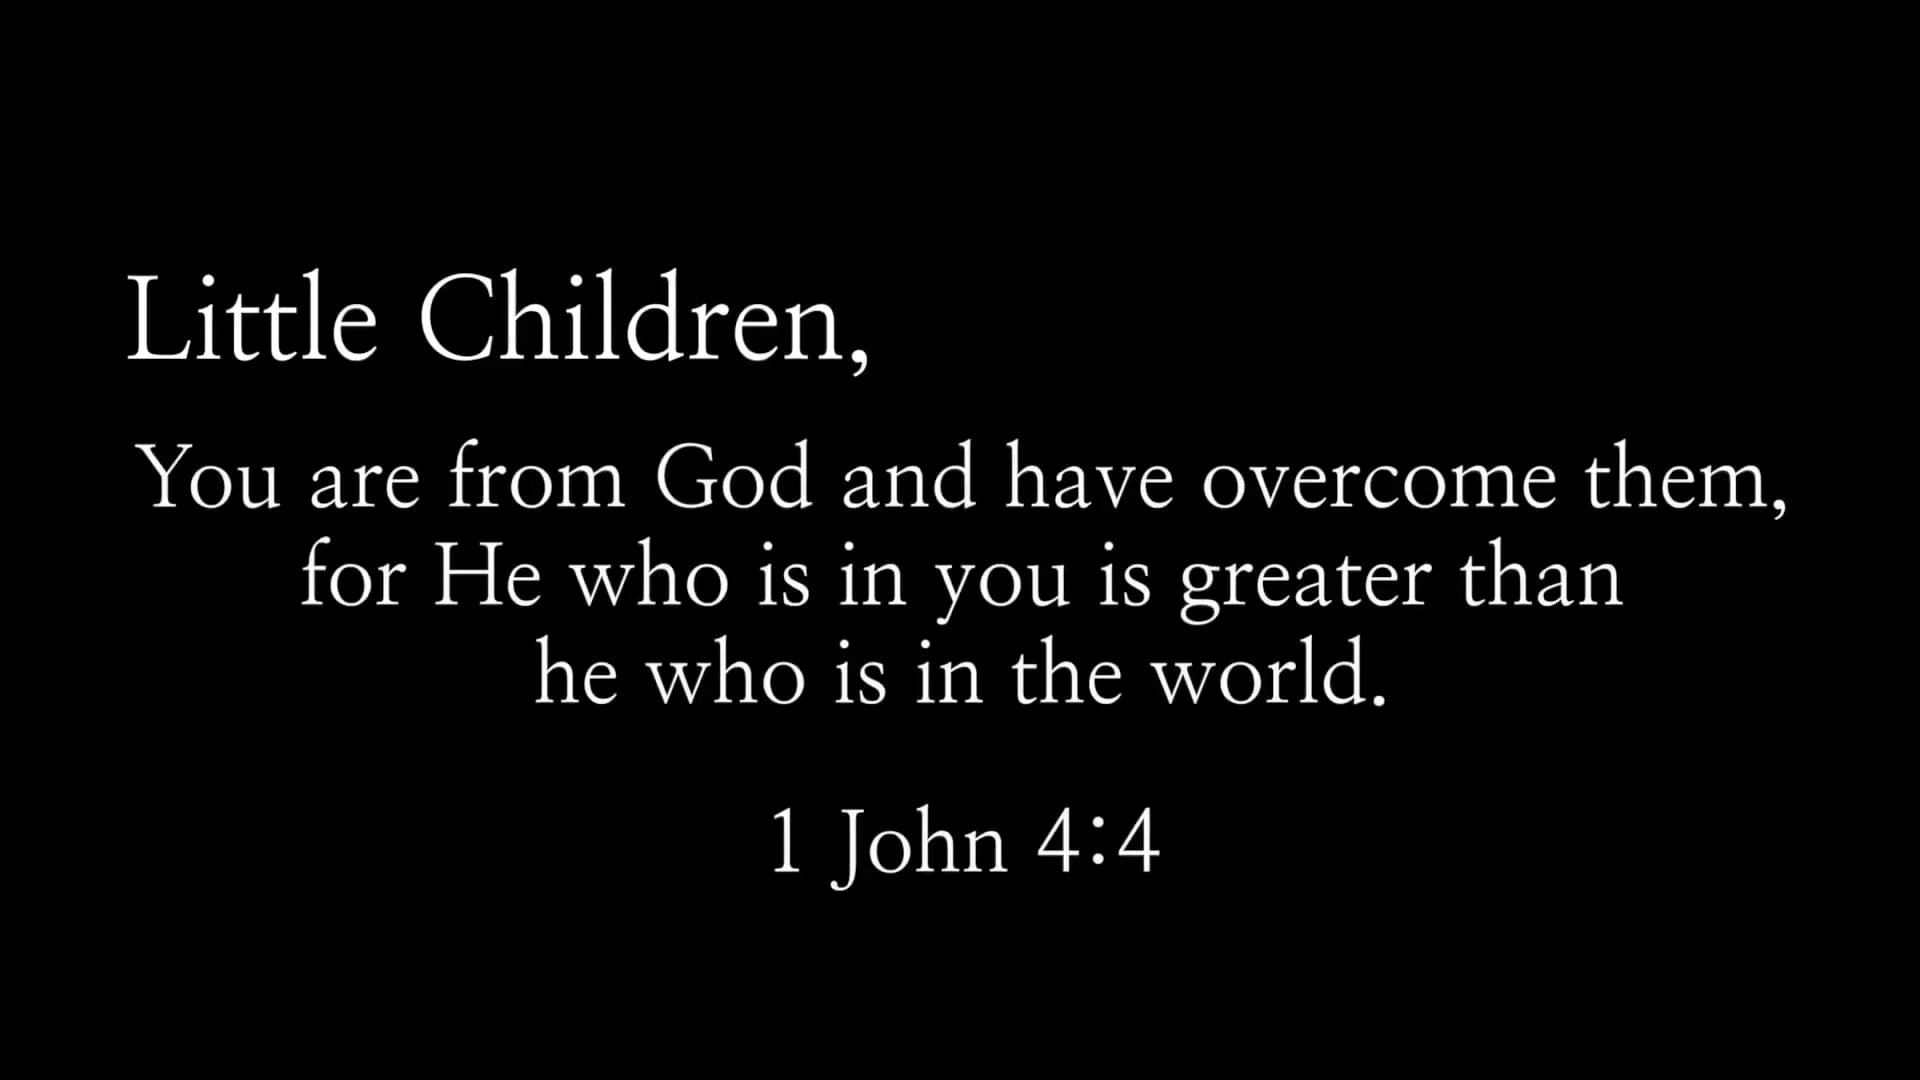 Little Children,
You are from God and have overcome them,
for He who is in you is greater than
he who is in the world.
1 John 4:4